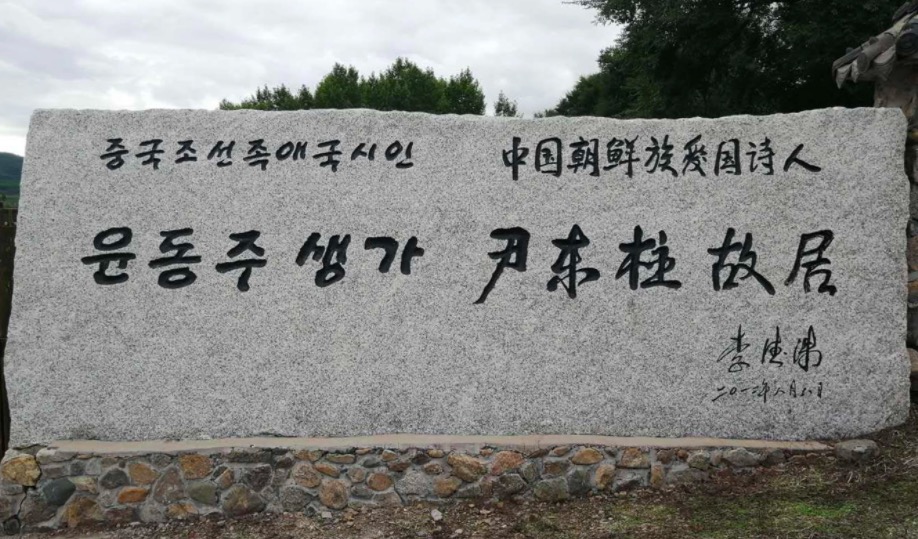 중국조선족애국시인 中国朝鲜族爱国诗人
윤동주 생가 尹东柱故居